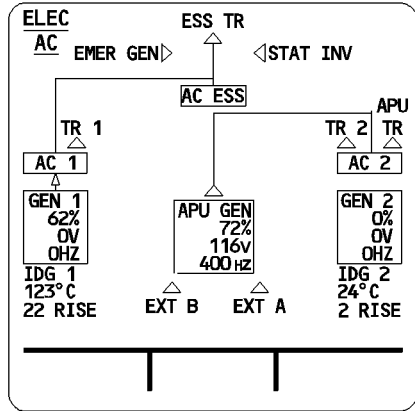 ELEC
AC
ESS TR
EMER GEN
STAT INV
AC ESS
APU
TR 1
TR 2 TR
AC 1
AC 2
GEN 1
62%
0V
0HZ
APU GEN
72%
116V
400 HZ
GEN 2
0%
0V
0HZ
IDG 1
123°C
22 RISE
EXT B
EXT A
IDG 2
24°C
2 RISE